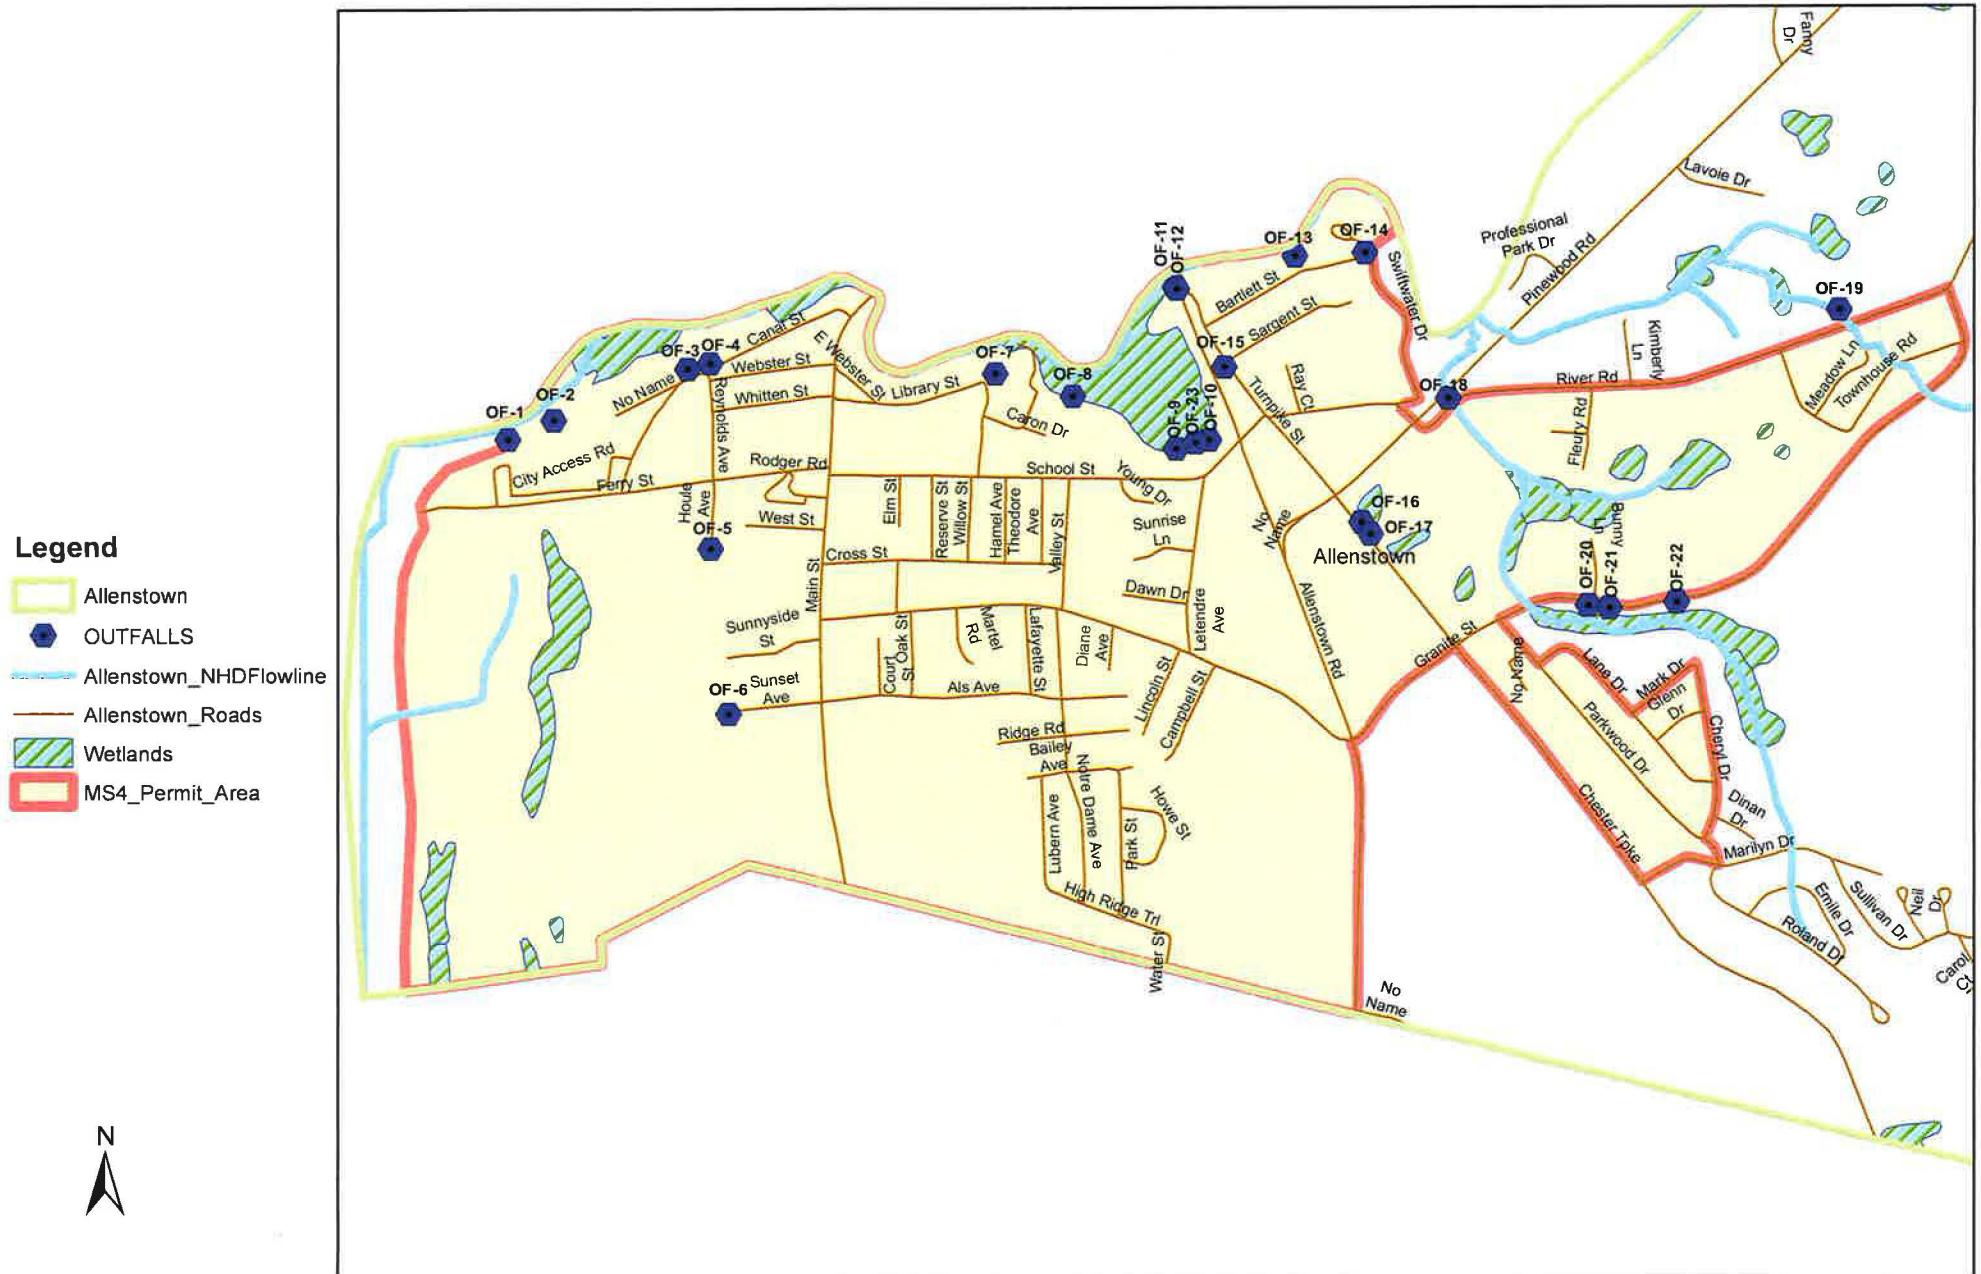 Legend
Allenstown
OUTFALLS
Allenstown_NHDFlowline
Allenstown_Roads
Wetlands
MS4_Permit_Area
N
Fanny
Dr
Lavoie Dr
Professional
Park Dr
Pinewood Rd
OF-11
OF-12
OF-13
OF-14
Swiftwater Dr
Bartlett St
Sargent St
OF-19
OF-15
Kimberly
Ln
Meadow Ln
Townhouse Rd
River Rd
OF-18
Ray Ct
Turnpike St
Fleury Rd
Canal St
OF-3
OF-4
E Webster St
Webster St
Whitten St
No Name
Reynolds Ave
Library St
OF-7
OF-8
Caron Dr
OF-9
OF-23
OF-10
OF-1
OF-2
City Access Rd
Ferry St
Rodger Rd
School St
Young Dr
Houle
Ave
OF-5
West St
Elm St
Reserve St
Willow St
Hamel Ave
Theodore
Ave
Valley St
Sunrise
Ln
No
Name
OF-16
OF-17
Allenstown
Sunny
Ln
OF-20
OF-21
OF-22
Cross St
Main St
Dawn Dr
Letendre
Ave
Allenstown Rd
Sunnyside
St
Court
St
Oak St
Martel
Rd
Lafayette St
Diane
Ave
Lincoln St
Campbell St
Granite St
No Name
Lane Dr
Mark Dr
Glenn
Dr
Cheryl Dr
Parkwood Dr
OF-6
Sunset
Ave
Als Ave
Ridge Rd
Bailey
Ave
Notre Dame Ave
Lubern Ave
Park St
Howe St
High Ridge Trl
Water St
Chester Tpke
Dinan
Dr
Marilyn Dr
Emile Dr
Sullivan Dr
Neil
Dr
Roland Dr
Carol
Ct
No
Name